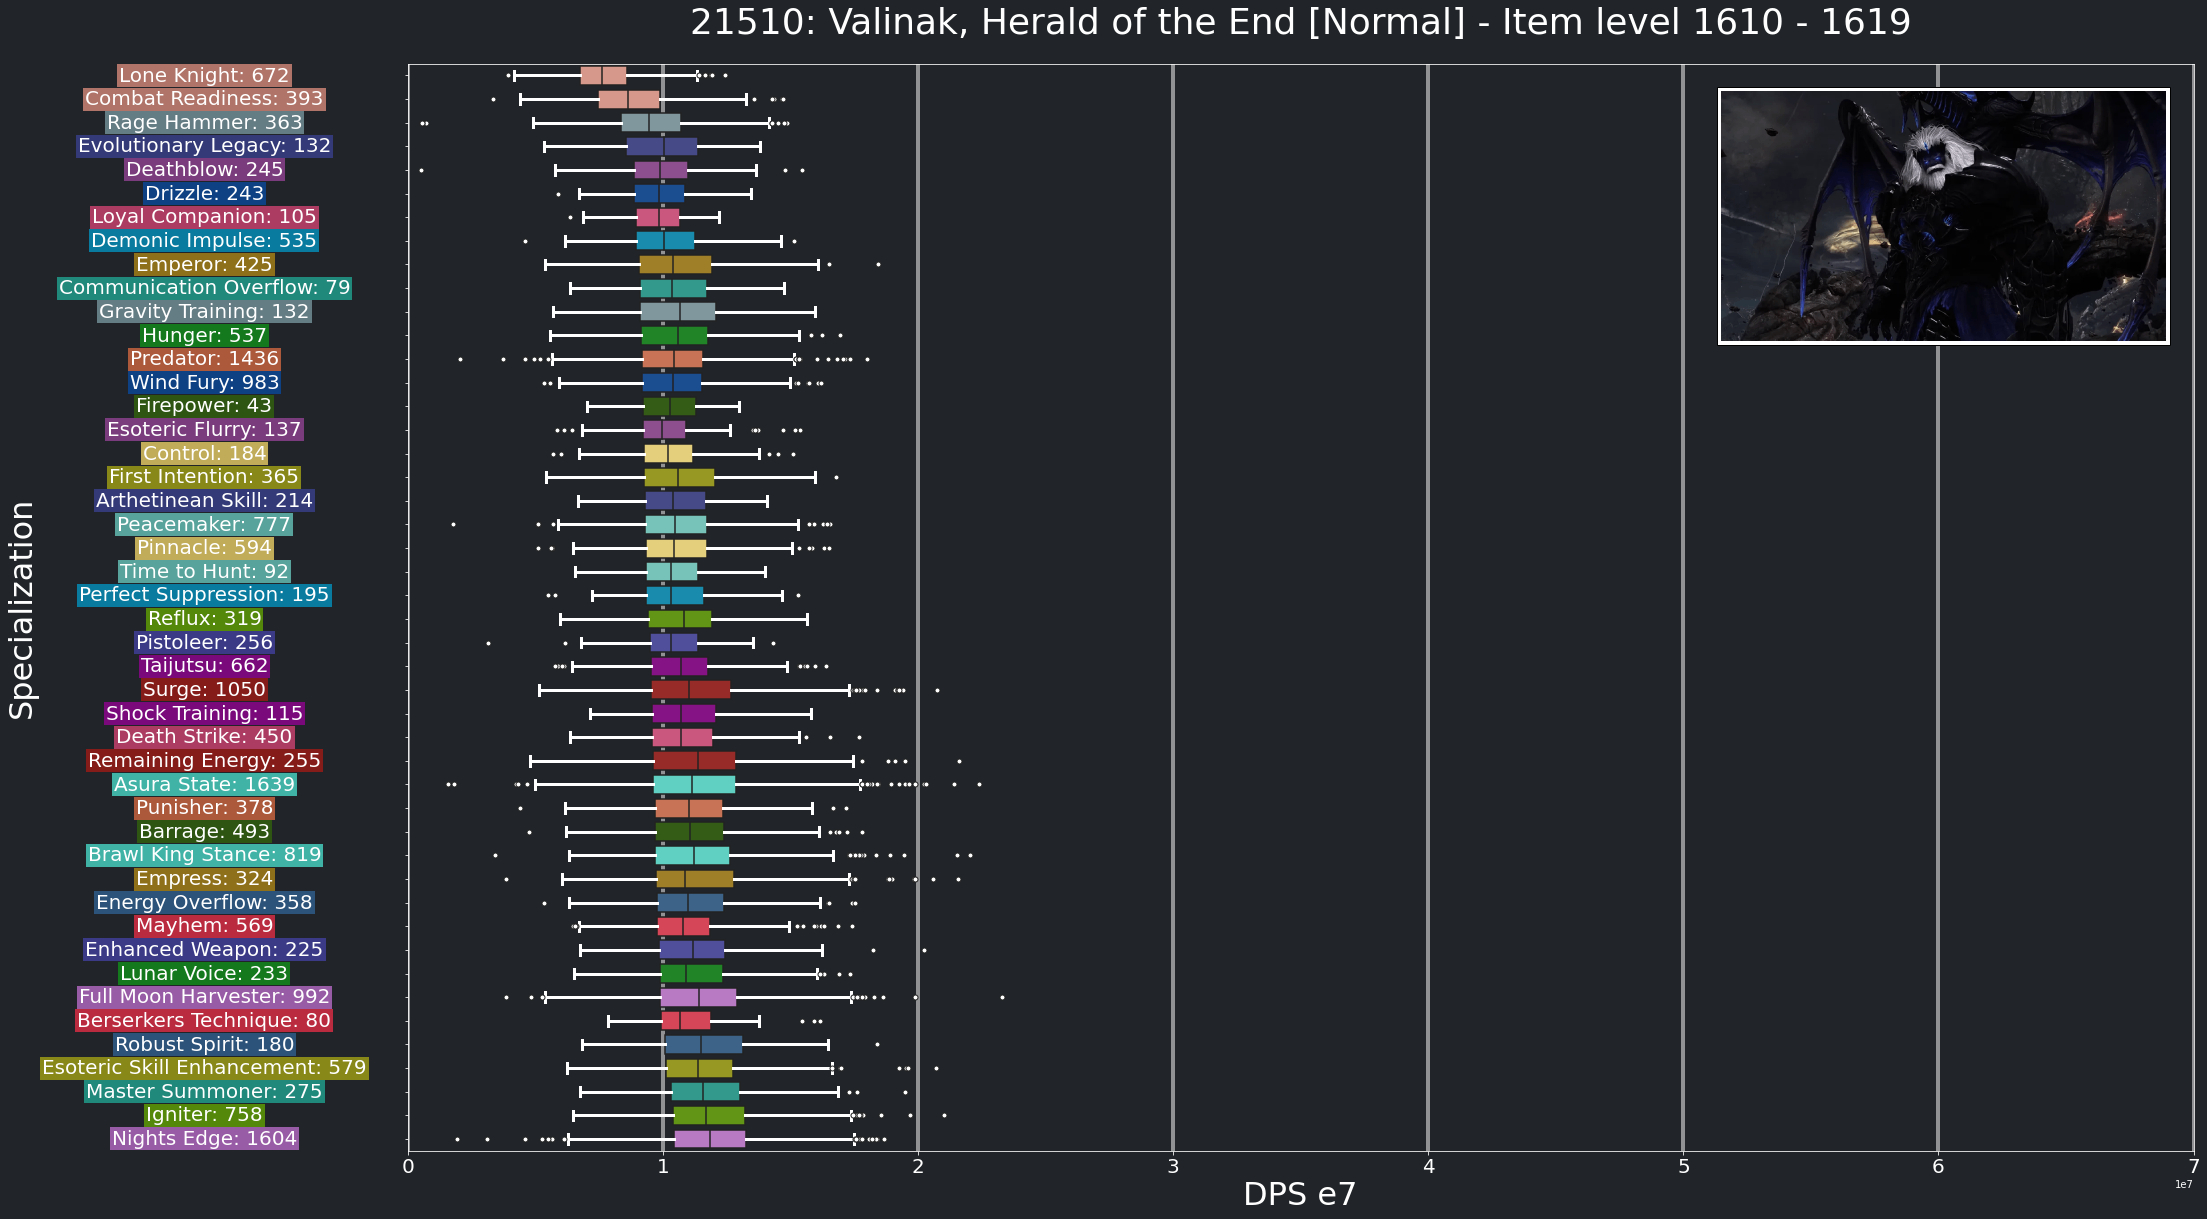 21510: Valinak, Herald of the End [Normal] - Item level 1610 - 1619
Specialization
Lone Knight: 672
Combat Readiness: 393
Rage Hammer: 363
Evolutionary Legacy: 132
Deathblow: 245
Drizzle: 243
Loyal Companion: 105
Demonic Impulse: 535
Emperor: 425
Communication Overflow: 79
Gravity Training: 132
Hunger: 537
Predator: 1436
Wind Fury: 983
Firepower: 43
Esoteric Flurry: 137
Control: 184
First Intention: 365
Arthetinean Skill: 214
Peacemaker: 777
Pinnacle: 594
Time to Hunt: 92
Perfect Suppression: 195
Reflux: 319
Pistoleer: 256
Taijutsu: 662
Surge: 1050
Shock Training: 115
Death Strike: 450
Remaining Energy: 255
Asura State: 1639
Punisher: 378
Barrage: 493
Brawl King Stance: 819
Empress: 324
Energy Overflow: 358
Mayhem: 569
Enhanced Weapon: 225
Lunar Voice: 233
Full Moon Harvester: 992
Berserkers Technique: 80
Robust Spirit: 180
Esoteric Skill Enhancement: 579
Master Summoner: 275
Igniter: 758
Nights Edge: 1604
0 1 2 3 4 5 6 7
1e7
DPS e7